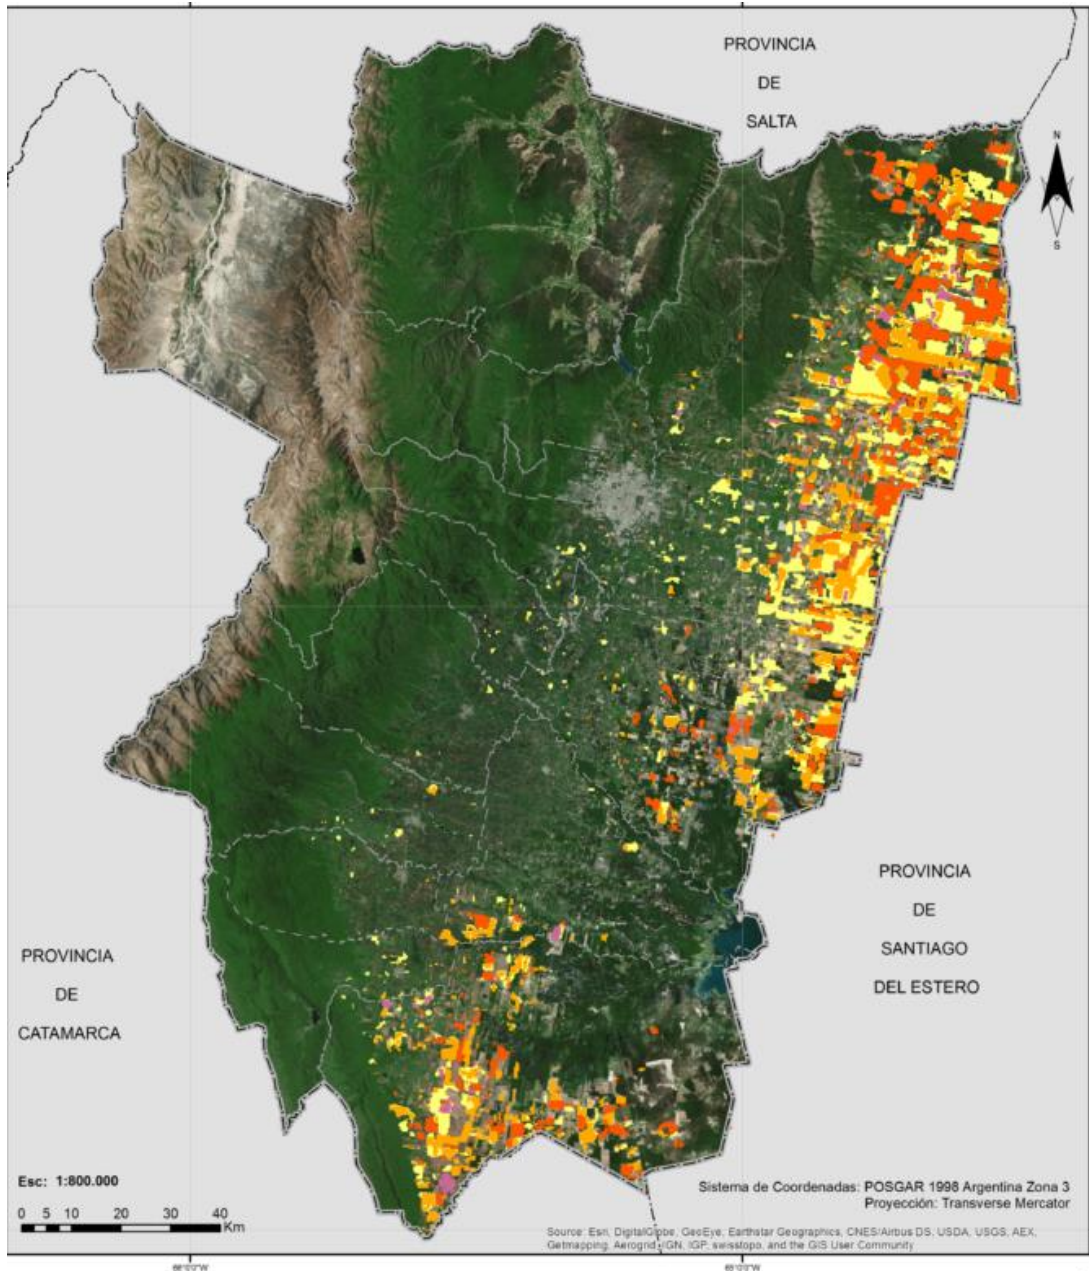 PROVINCIA
DE
SALTA
N
S
PROVINCIA
DE
SANTIAGO
DEL ESTERO
PROVINCIA
DE
CATAMARCA
Esc: 1:800.000
0 5 10 20 30 40
Km
Sistema de Coordenadas: POSGAR 1998 Argentina Zona 3
Proyección: Transverse Mercator
Source: Esri, DigitalGlobe, GeoEye, Earthstar Geographics, CNES/Airbus DS, USDA, USGS, AEX,
Getmapping, Aerogrid, IGN, IGP, swisstopo, and the GIS User Community